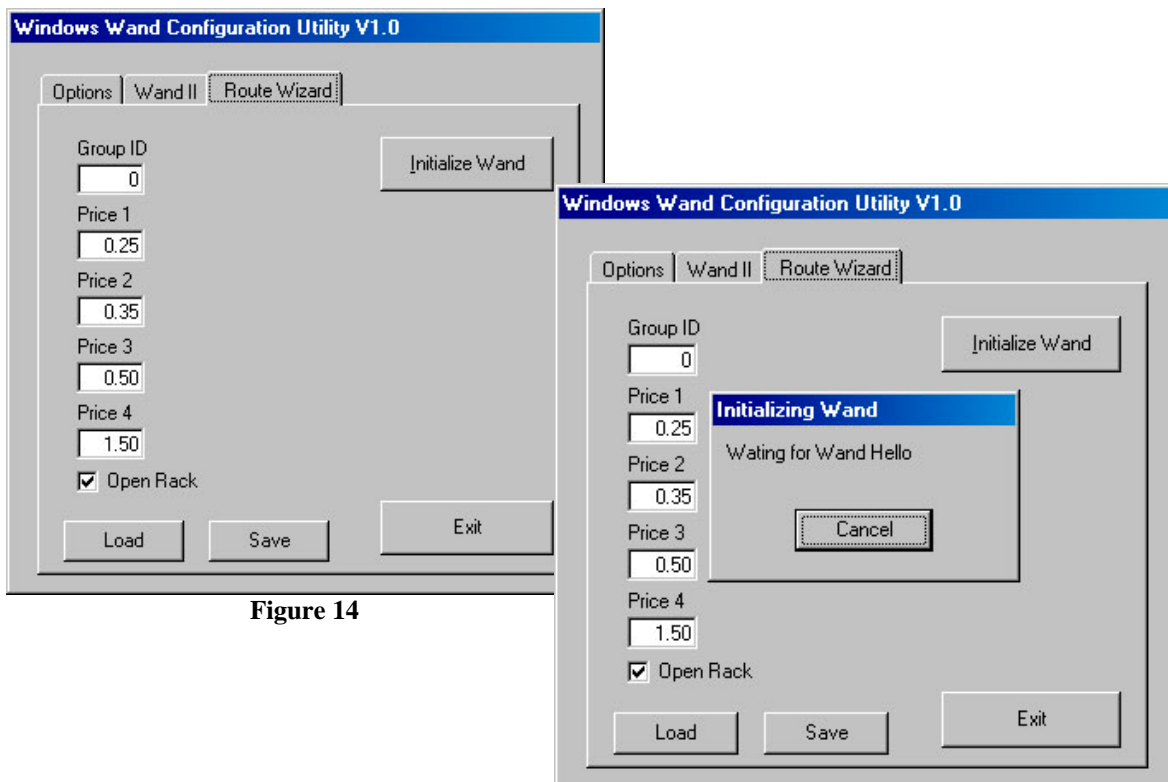 Windows Wand Configuration Utility V1.0
Options Wand II Route Wizard
Group ID
0
Initialize Wand
Price 1
0.25
Price 2
0.35
Price 3
0.50
Price 4
1.50
Open Rack
Load Save Exit
Figure 14
Windows Wand Configuration Utility V1.0
Options Wand II Route Wizard
Group ID
0
Initialize Wand
Price 1
0.25
Initializing Wand
Wating for Wand Hello
Cancel
Price 2
0.35
Price 3
0.50
Price 4
1.50
Open Rack
Load Save Exit